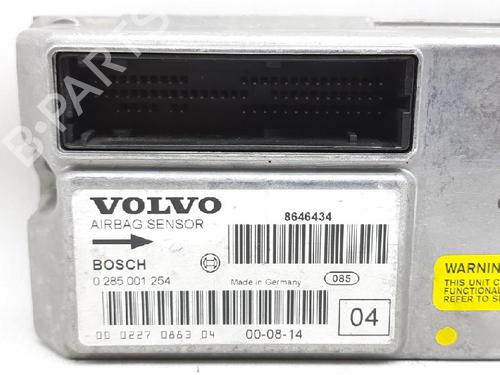 B-PARTS
VOLVO
AIRBAG SENSOR
8646434
BOSCH
0 285 001 254
Made in Germany
085
00 0227 0863 04
00-08-14
04
WARNING
THIS UNIT C
FUNCTIONAL
REFER TO S